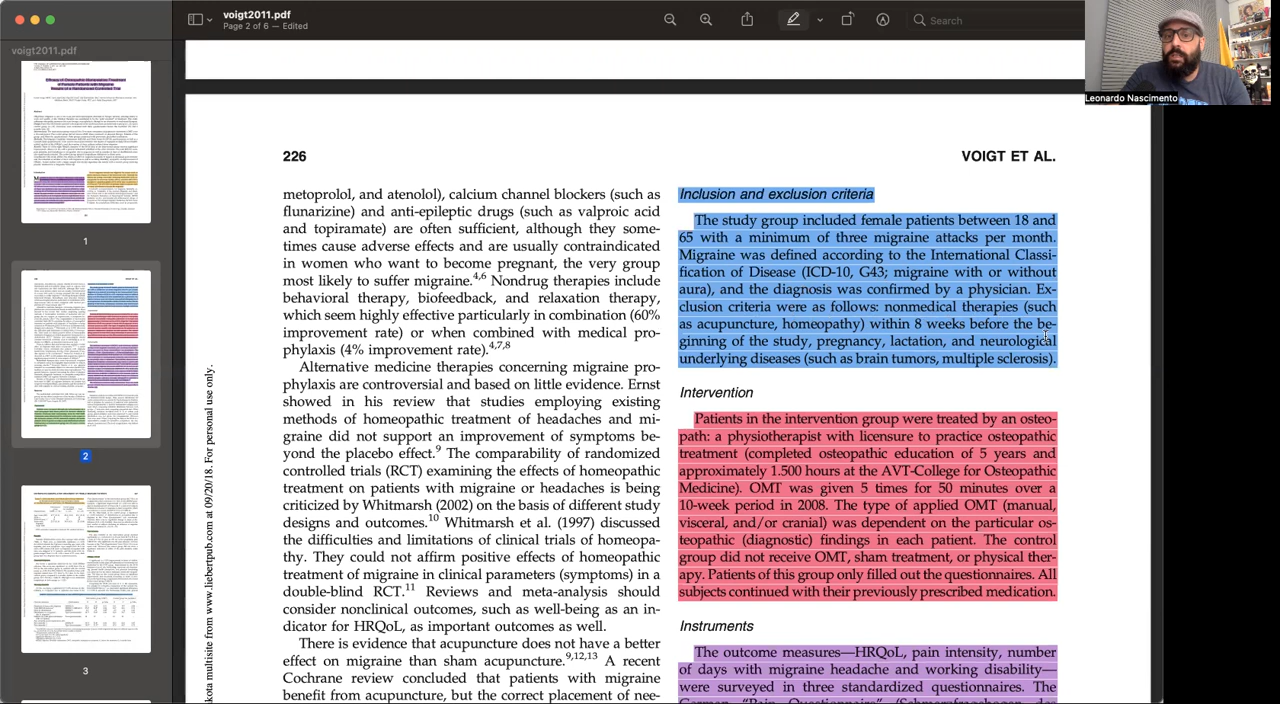 voigt2011.pdf
Page 2 of 6 — Edited
Search
voigt2011.pdf
1
2
3
Leonardo Nascimento
226
VOIGT ET AL.
metoprolol and atenolol), calcium channel blockers (such as
flunarizine) and anti-epileptic drugs (such as valproic acid
and topiranate) are often sufficient, although they some-
times cause adverse effects and are usually contraindicated
in women who want to become pregnant, the very group
most likely to suffer migraine.4,6 Nondrug therapies include
behavioral therapy, biofeedback, and relaxation therapy,
which seem highly effective particularly in combination (60%
improvement rate) or when combined with medical pro-
phylaxis (4% improvement rate).4,7,8
Alternative medicine therapies regarding migraine pro-
phylaxis are controversial and based on little evidence. Ernst
showed in his review that studies employing existing
methods of homeopathic treatment of headaches and mi-
graine did not support an improvement of symptoms be-
yond the placebo effect.9 The comparability of randomized
controlled trials (RCT) examining the effects of homeopathic
treatment on patients with migraine or headaches is being
criticized by Whitmarsh (2002) on the basis of different study
designs and outcomes.10 Whitmarsh et al. (1997) discussed
the difficulties and limitations of clinical trials of homeopa-
thy. They could not affirm positive effects of homeopathic
treatment of migraine in clinical outcomes (symptoms) in a
double-blind RCT.11 Reviews or meta-analysis should
consider nonclinical outcomes, such as well-being as an in-
dicator for HRQoL, as important outcomes as well.
There is evidence that acupuncture does not have a better
effect on migraine than sham acupuncture.9,12,13 A recent
Cochrane review concluded that patients with migraine
benefit from acupuncture, but the correct placement of nee-
Inclusion/exclusion criteria
The study group included female patients between 18 and
65 with a minimum of three migraine attacks per month.
Migraine was defined according to the International Classi-
fication of Disease (ICD 10, G43; migraine with or without
aura), and the diagnosis was confirmed by a physician. Ex-
clusion criteria were as follows: nonmedical therapies (such
as acupuncture, homeopathy) within 8 weeks before the be-
ginning of the study, pregnancy, lactation, and neurological
underlying diseases (such as brain tumors, multiple sclerosis).
Intervention
Patients in the intervention group were treated by an osteo-
path: a physiotherapist with licensure to practice osteopathic
treatment (completed osteopathic education of 5 years and
approximately 1.500 hours at the AVT-College for Osteopathic
Medicine). OMT was given 5 times for 50 minutes over a
10-week period in 2006. The type of applied OMT (manual,
visceral, and/or cranial) was dependent on the particular os-
teopathic (diagnostic) findings in each patient. The control
group did not receive OMT, sham treatment, or physical ther-
apy. Patients of this group only filled out the questionnaires. All
subjects continued with their previously prescribed medication.
Instruments
The outcome measures—HRQoL, pain intensity, number
of days with migraine headache and working disability—
were surveyed in three standardized questionnaires. The
kota multisite from www.liebertpub.com at 09/20/18. For personal use only.